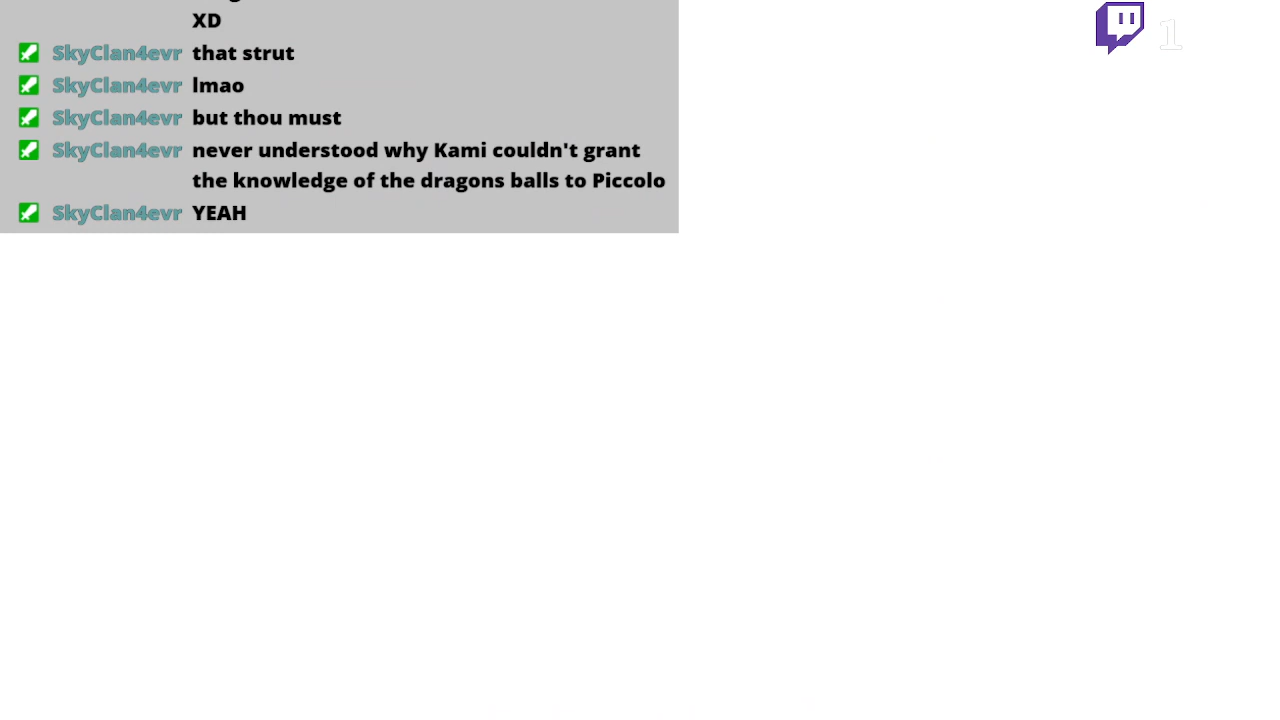 XD
SkyClan4evr that strut
SkyClan4evr lmao
SkyClan4evr but thou must
SkyClan4evr never understood why Kami couldn't grant
the knowledge of the dragons balls to Piccolo
SkyClan4evr YEAH
1